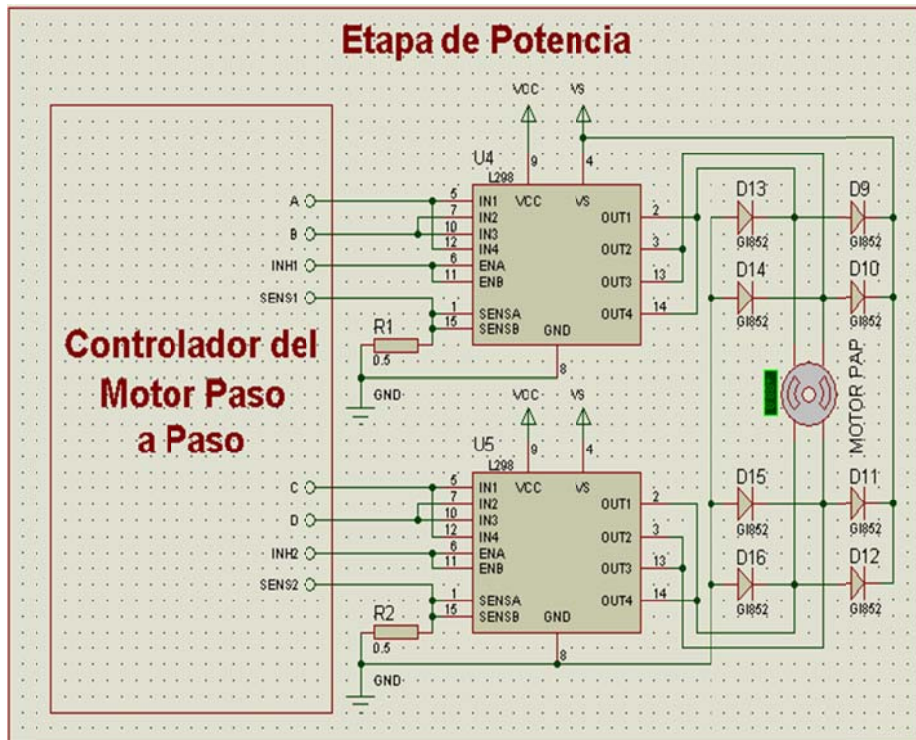 Etapa de Potencia
Controlador del
Motor Paso
a Paso
VCC
VS
9
4
U4
L298
A
B
INH1
SENS1
5
7
10
12
6
11
1
15
IN1
IN2
IN3
IN4
ENA
ENB
SENSA
SENSB
VCC
VS
GND
OUT1
OUT2
OUT3
OUT4
2
3
13
14
8
R1
0.5
GND
D13
GI852
D9
GI852
D14
GI852
D10
GI852
MOTOR PAP
VCC
VS
9
4
U5
L298
C
D
INH2
SENS2
5
7
10
12
6
11
1
15
IN1
IN2
IN3
IN4
ENA
ENB
SENSA
SENSB
VCC
VS
GND
OUT1
OUT2
OUT3
OUT4
2
3
13
14
8
R2
0.5
GND
D15
GI852
D11
GI852
D16
GI852
D12
GI852